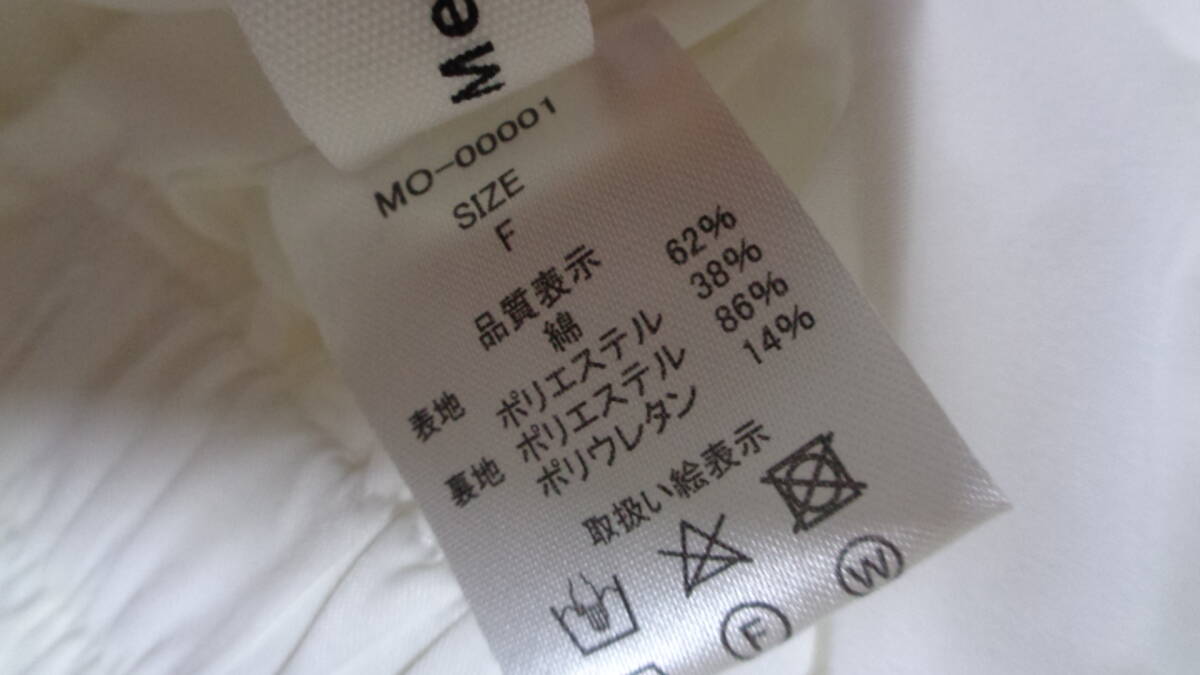 Me
MO-00001
SIZE
F
品質表示
表地 綿 62%
ポリエステル 38%
裏地 ポリエステル 86%
ポリウレタン 14%
取扱い絵表示
F
W